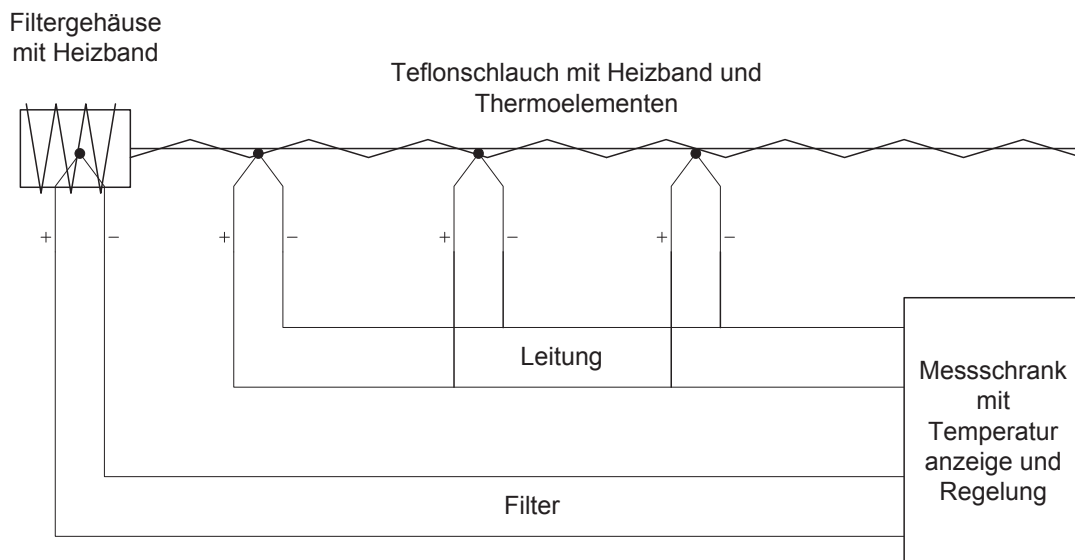 Filtergehäuse
mit Heizband
Teflonschlauch mit Heizband und
Thermoelementen
+ − + − + − + −
Leitung
Messschrank
mit
Temperatur
anzeige und
Regelung
Filter